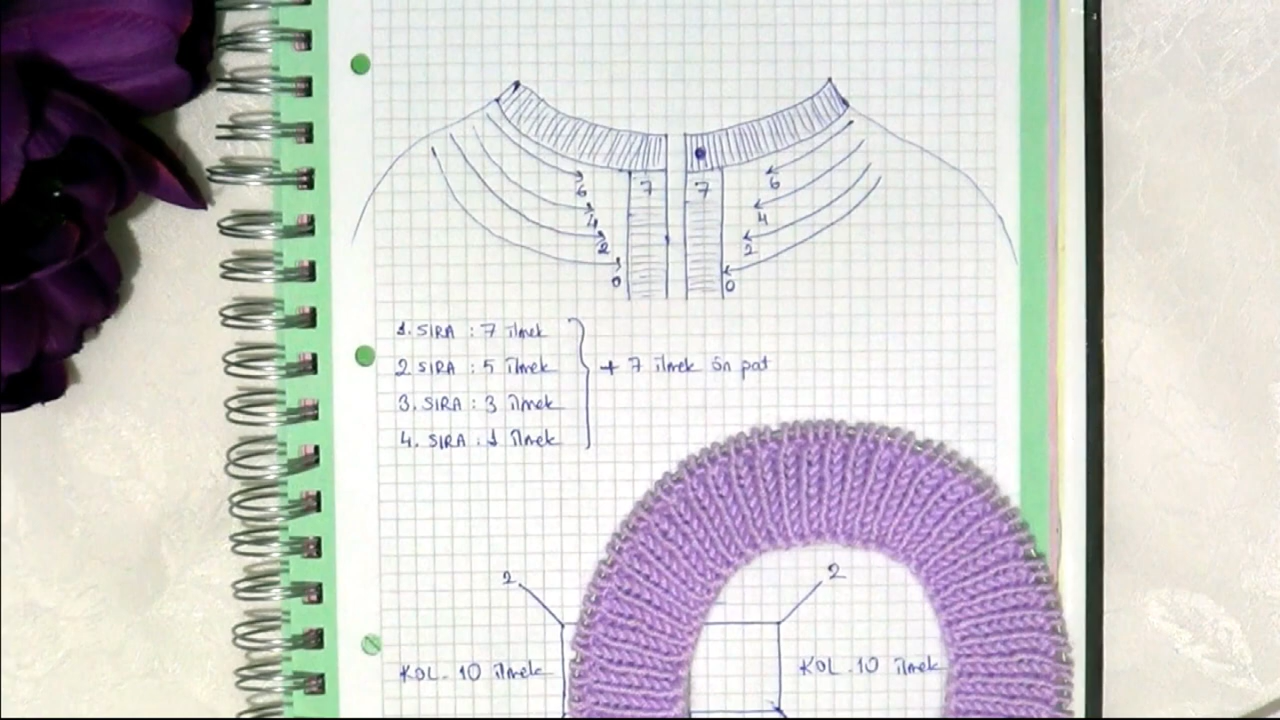 7 7
6 6
4 4
2 2
0 0
1. SIRA : 7 ilmek
2 SIRA : 5 ilmek
3. SIRA : 3 ilmek
4. SIRA : 1 ilmek
+ 7 ilmek ön pat
2 2
KOL. 10 ilmek KOL. 10 ilmek